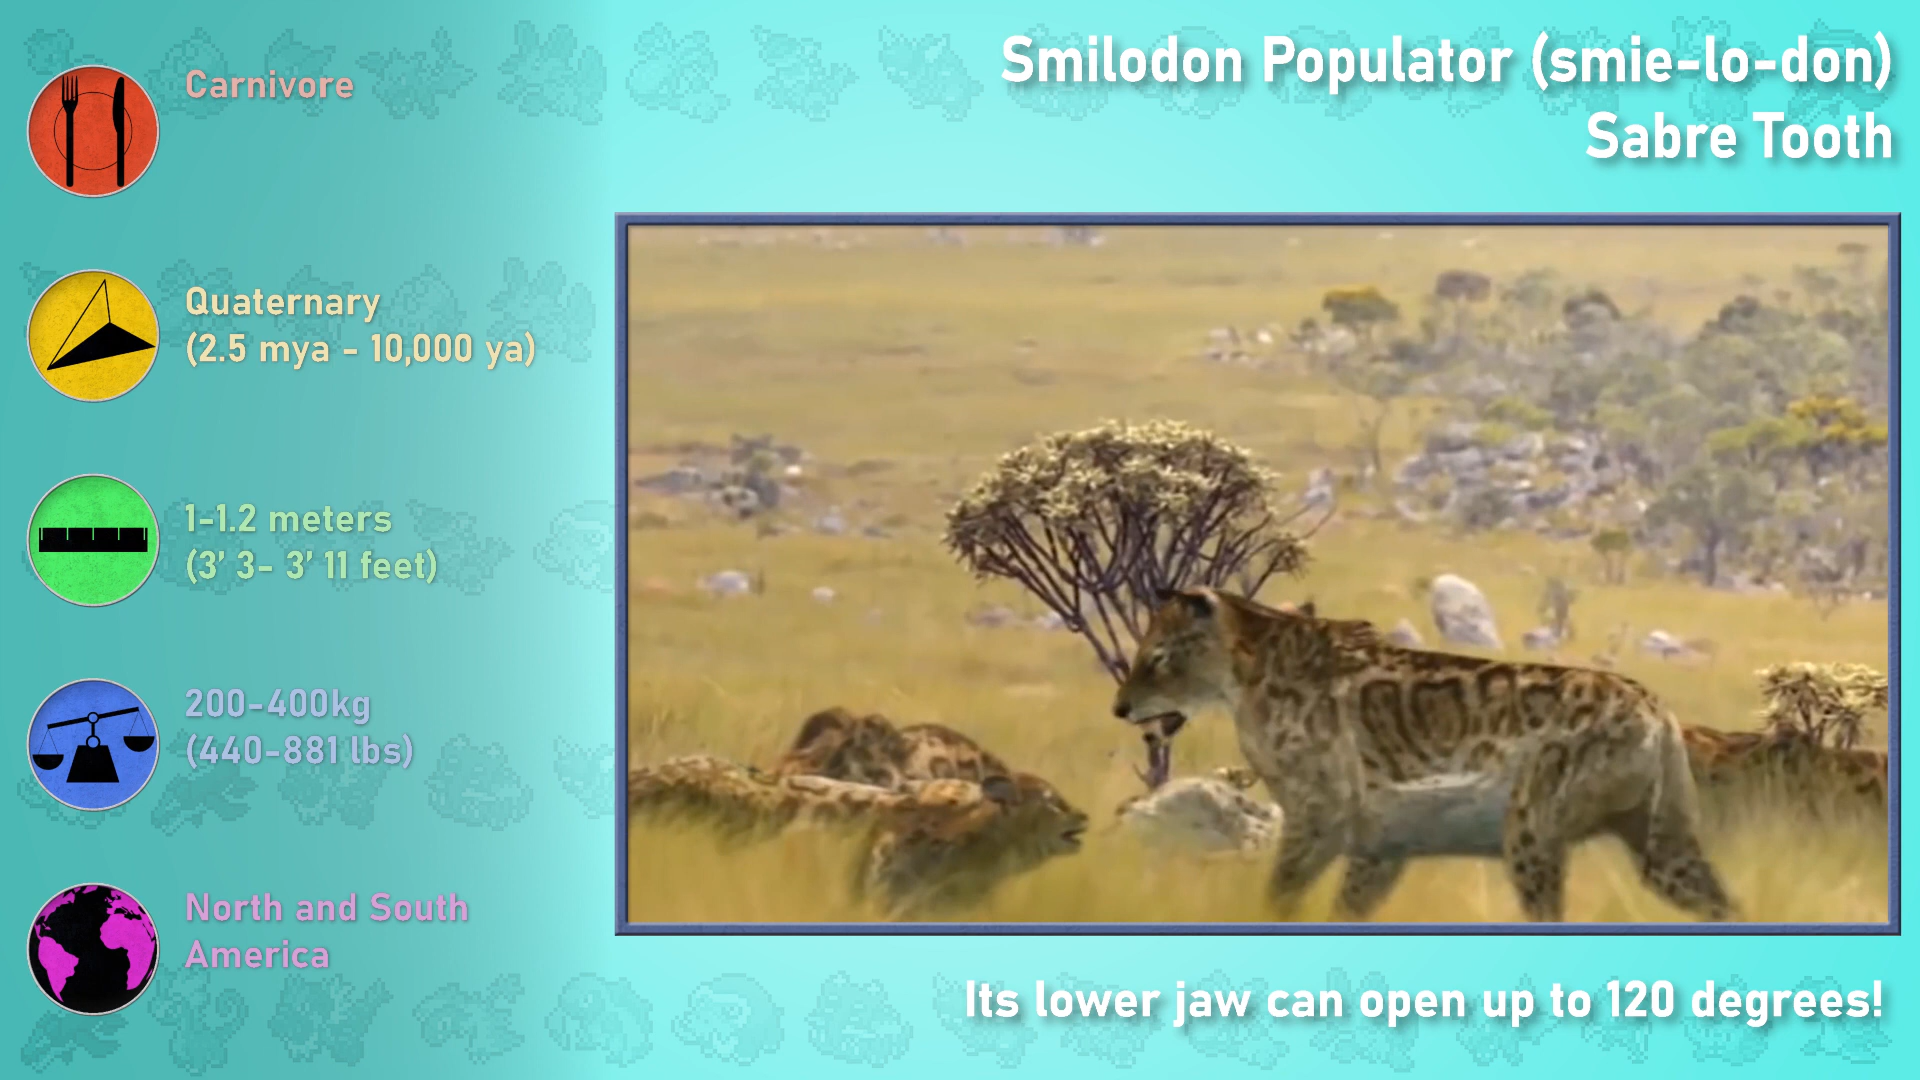 Smilodon Populator (smie-lo-don)
Sabre Tooth
Carnivore
Quaternary
(2.5 mya - 10,000 ya)
1-1.2 meters
(3' 3- 3' 11 feet)
200-400kg
(440-881 lbs)
North and South
America
Its lower jaw can open up to 120 degrees!